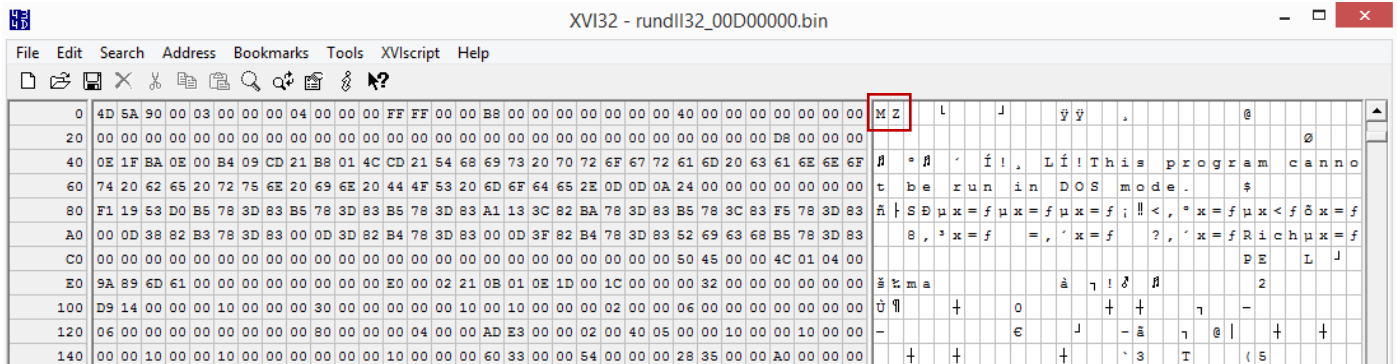 XVI32 - rundll32_00D00000.bin
File Edit Search Address Bookmarks Tools XVIscript Help
0 4D 5A 90 00 03 00 00 00 04 00 00 00 FF FF 00 00 B8 00 00 00 00 00 00 00 40 00 00 00 00 00 00 00 M Z └ ┘ ÿ ÿ ¸ @
20 00 00 00 00 00 00 00 00 00 00 00 00 00 00 00 00 00 00 00 00 00 00 00 00 00 00 00 00 D8 00 00 00 Ø
40 0E 1F BA 0E 00 B4 09 CD 21 B8 01 4C CD 21 54 68 69 73 20 70 72 6F 67 72 61 6D 20 63 61 6E 6E 6F ♫ º ♫ ´ Í ! ¸ L Í ! T h i s p r o g r a m c a n n o
60 74 20 62 65 20 72 75 6E 20 69 6E 20 44 4F 53 20 6D 6F 64 65 2E 0D 0D 0A 24 00 00 00 00 00 00 00 t b e r u n i n D O S m o d e . $
80 F1 19 53 D0 B5 78 3D 83 B5 78 3D 83 B5 78 3D 83 A1 13 3C 82 BA 78 3D 83 B5 78 3C 83 F5 78 3D 83 ñ ├ S Ð µ x = ƒ µ x = ƒ µ x = ƒ ¡ ‼ < ‚ º x = ƒ µ x < ƒ õ x = ƒ
A0 00 0D 38 82 B3 78 3D 83 00 0D 3D 82 B4 78 3D 83 00 0D 3F 82 B4 78 3D 83 52 69 63 68 B5 78 3D 83 8 ‚ ³ x = ƒ = ‚ ´ x = ƒ ? ‚ ´ x = ƒ R i c h µ x = ƒ
C0 00 00 00 00 00 00 00 00 00 00 00 00 00 00 00 00 00 00 00 00 00 00 00 00 50 45 00 00 4C 01 04 00 P E L ┘
E0 9A 89 6D 61 00 00 00 00 00 00 00 00 E0 00 02 21 0B 01 0E 1D 00 1C 00 00 00 32 00 00 00 00 00 00 š ‰ m a à ┐ ! ♂ ♫ 2
100 D9 14 00 00 00 10 00 00 00 30 00 00 00 00 00 10 00 10 00 00 00 02 00 00 06 00 00 00 00 00 00 00 Ù ¶ ┼ 0 ┼ ┼ ┐ −
120 06 00 00 00 00 00 00 00 00 80 00 00 00 04 00 00 AD E3 00 00 02 00 40 05 00 00 10 00 00 10 00 00 − € ┘ - ã ┐ @ │ ┼ ┼
140 00 00 10 00 00 10 00 00 00 00 00 00 10 00 00 00 60 33 00 00 54 00 00 00 28 35 00 00 A0 00 00 00 ┼ ┼ ┼ ` 3 T ( 5